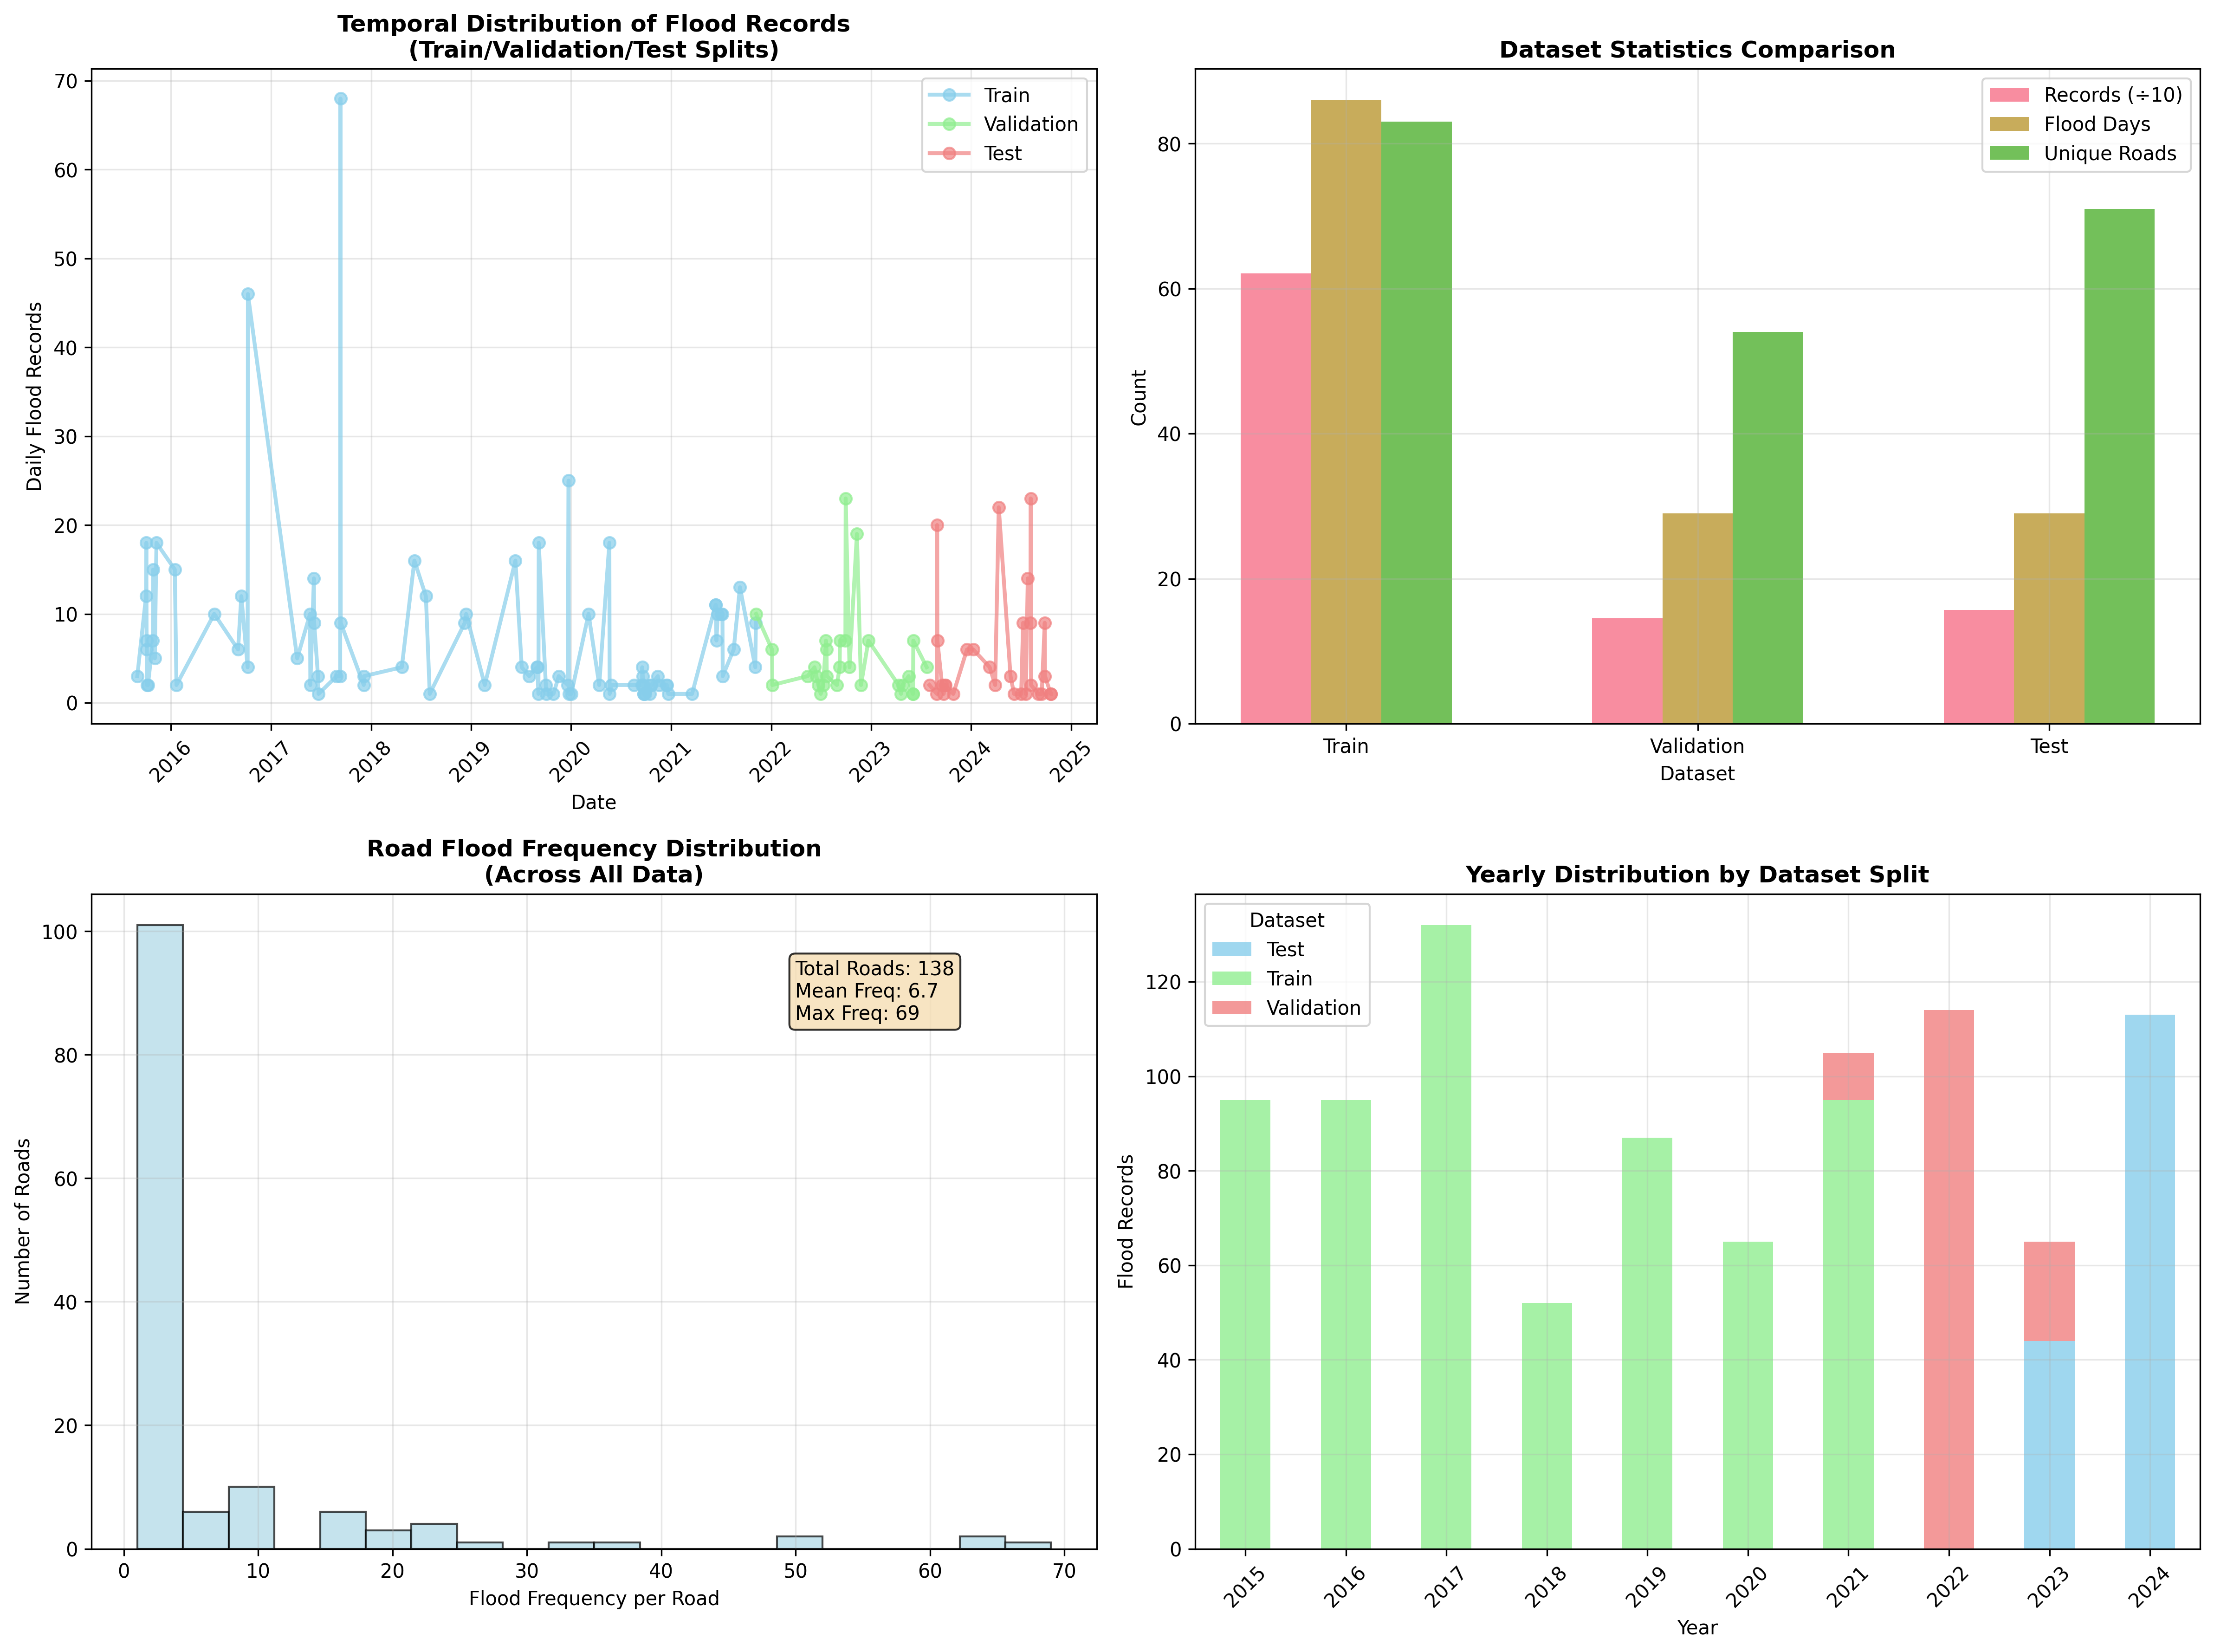 Temporal Distribution of Flood Records
(Train/Validation/Test Splits)
70
60
50
40
30
20
10
0
Daily Flood Records
Train
Validation
Test
2016
2017
2018
2019
2020
2021
2022
2023
2024
2025
Date
Dataset Statistics Comparison
80
60
40
20
0
Count
Records (÷10)
Flood Days
Unique Roads
Train
Validation
Test
Dataset
Road Flood Frequency Distribution
(Across All Data)
100
80
60
40
20
0
Number of Roads
Total Roads: 138
Mean Freq: 6.7
Max Freq: 69
0
10
20
30
40
50
60
70
Flood Frequency per Road
Yearly Distribution by Dataset Split
120
100
80
60
40
20
0
Flood Records
Dataset
Test
Train
Validation
2015
2016
2017
2018
2019
2020
2021
2022
2023
2024
Year